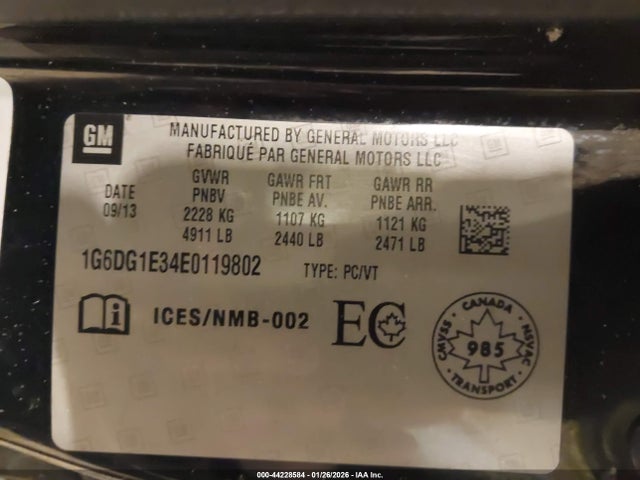 GM
MANUFACTURED BY GENERAL MOTORS LLC
FABRIQUÉ PAR GENERAL MOTORS LLC
DATE
09/13
GVWR
PNBV
2228 KG
4911 LB
GAWR FRT
PNBE AV.
1107 KG
2440 LB
GAWR RR
PNBE ARR.
1121 KG
2471 LB
1G6DG1E34E0119802
TYPE: PC/VT
i
ICES/NMB-002
EC
CANADA
CMVSS
985
NSVAC
TRANSPORT
000-44228584 - 01/26/2026 - IAA Inc.